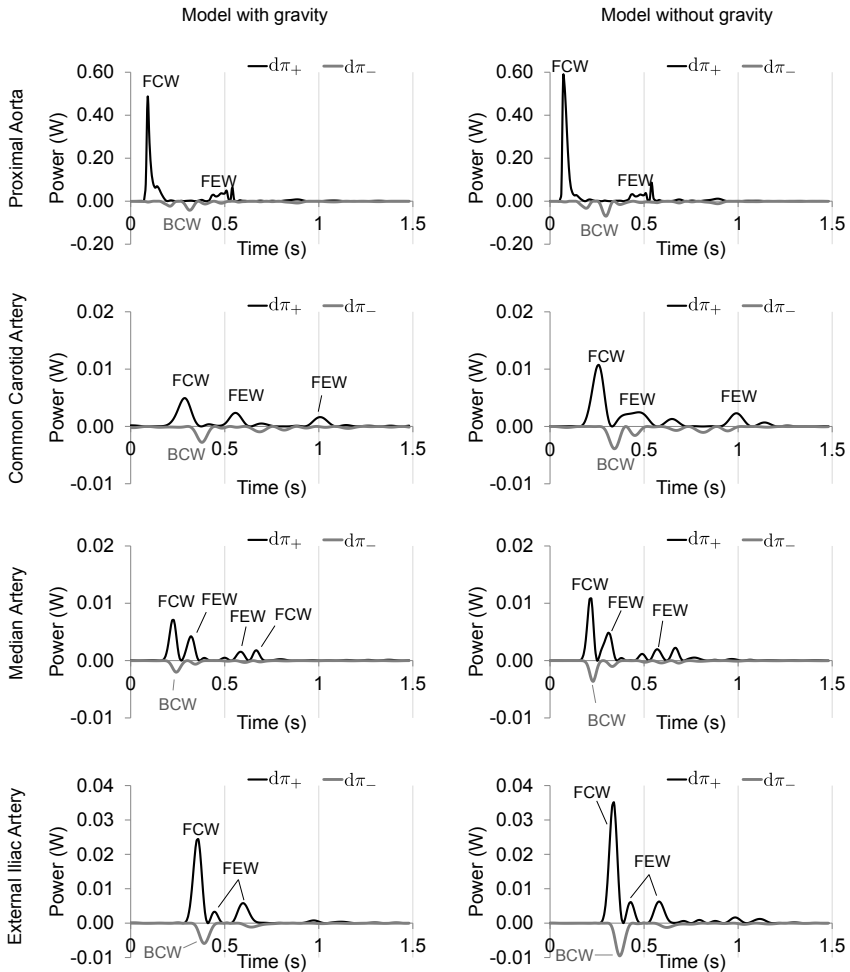 Model with gravity
Model without gravity
Proximal Aorta
Power (W)
dπ+ dπ−
0.60
0.40
0.20
0.00
-0.20
FCW
FEW
BCW
0 0.5 1 1.5
Time (s)
Power (W)
dπ+ dπ−
0.60
0.40
0.20
0.00
-0.20
FCW
FEW
BCW
0 0.5 1 1.5
Time (s)
Common Carotid Artery
Power (W)
dπ+ dπ−
0.02
0.01
0.00
-0.01
FCW
FEW
FEW
BCW
0 0.5 1 1.5
Time (s)
Power (W)
dπ+ dπ−
0.02
0.01
0.00
-0.01
FCW
FEW
FEW
BCW
0 0.5 1 1.5
Time (s)
Median Artery
Power (W)
dπ+ dπ−
0.02
0.01
0.00
-0.01
FCW
FEW
FEW
FCW
BCW
0 0.5 1 1.5
Time (s)
Power (W)
dπ+ dπ−
0.02
0.01
0.00
-0.01
FCW
FEW
FEW
BCW
0 0.5 1 1.5
Time (s)
External Iliac Artery
Power (W)
dπ+ dπ−
0.04
0.03
0.02
0.01
0.00
-0.01
FCW
FEW
BCW
0 0.5 1 1.5
Time (s)
Power (W)
dπ+ dπ−
0.04
0.03
0.02
0.01
0.00
-0.01
FCW
FEW
BCW
0 0.5 1 1.5
Time (s)